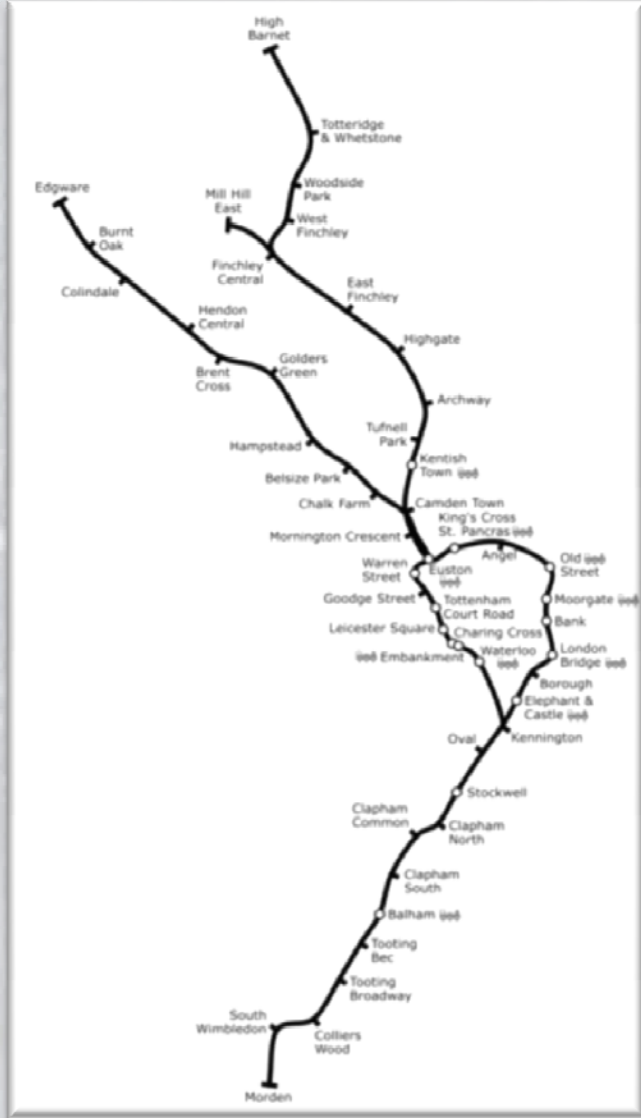 High
Barnet
Totteridge
& Whetstone
Woodside
Park
Edgware
Mill Hill
East
West
Finchley
Burnt
Oak
Finchley
Central
Colindale
East
Finchley
Hendon
Central
Highgate
Brent
Cross
Golders
Green
Archway
Tufnell
Park
Hampstead
Kentish
Town
Belsize Park
Chalk Farm
Camden Town
King's Cross
St. Pancras
Mornington Crescent
Angel
Old
Street
Warren
Street
Euston
Goodge Street
Tottenham
Court Road
Moorgate
Bank
Leicester Square
Charing Cross
Embankment
Waterloo
London
Bridge
Borough
Elephant &
Castle
Oval
Kennington
Stockwell
Clapham
Common
Clapham
North
Clapham
South
Balham
Tooting
Bec
Tooting
Broadway
South
Wimbledon
Colliers
Wood
Morden